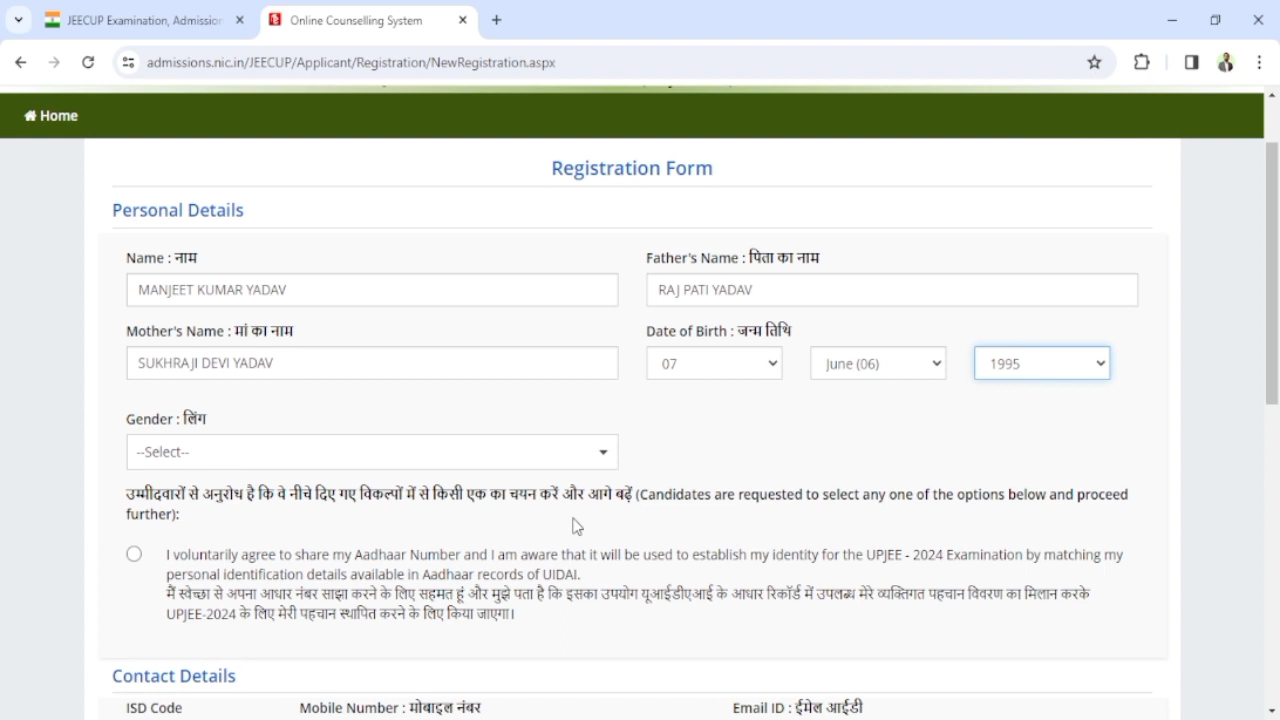 JEECUP Examination, Admission
Online Counselling System
admissions.nic.in/JEECUP/Applicant/Registration/NewRegistration.aspx
Home
Registration Form
Personal Details
Name : नाम
Father's Name : पिता का नाम
MANJEET KUMAR YADAV
RAJ PATI YADAV
Mother's Name : मां का नाम
Date of Birth : जन्म तिथि
SUKHRAJI DEVI YADAV
07
June (06)
1995
Gender : लिंग
--Select--
उम्मीदवारों से अनुरोध है कि वे नीचे दिए गए विकल्पों में से किसी एक का चयन करें और आगे बढ़ें (Candidates are requested to select any one of the options below and proceed
further):
I voluntarily agree to share my Aadhaar Number and I am aware that it will be used to establish my identity for the UPJEE - 2024 Examination by matching my
personal identification details available in Aadhaar records of UIDAI.
मैं स्वेच्छा से अपना आधार नंबर साझा करने के लिए सहमत हूं और मुझे पता है कि इसका उपयोग यूआईडीएआई के आधार रिकॉर्ड में उपलब्ध मेरे व्यक्तिगत पहचान विवरण का मिलान करके
UPJEE-2024 के लिए मेरी पहचान स्थापित करने के लिए किया जाएगा।
Contact Details
ISD Code
Mobile Number : मोबाइल नंबर
Email ID : ईमेल आईडी